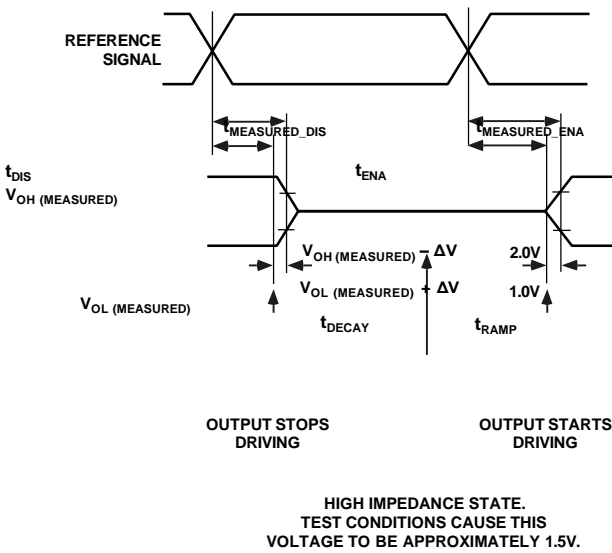 REFERENCE
SIGNAL
tMEASURED_DIS
tMEASURED_ENA
tDIS
VOH (MEASURED)
tENA
VOH (MEASURED) – ΔV
2.0V
VOL (MEASURED) + ΔV
1.0V
VOL (MEASURED)
tDECAY
tRAMP
OUTPUT STOPS
DRIVING
OUTPUT STARTS
DRIVING
HIGH IMPEDANCE STATE.
TEST CONDITIONS CAUSE THIS
VOLTAGE TO BE APPROXIMATELY 1.5V.